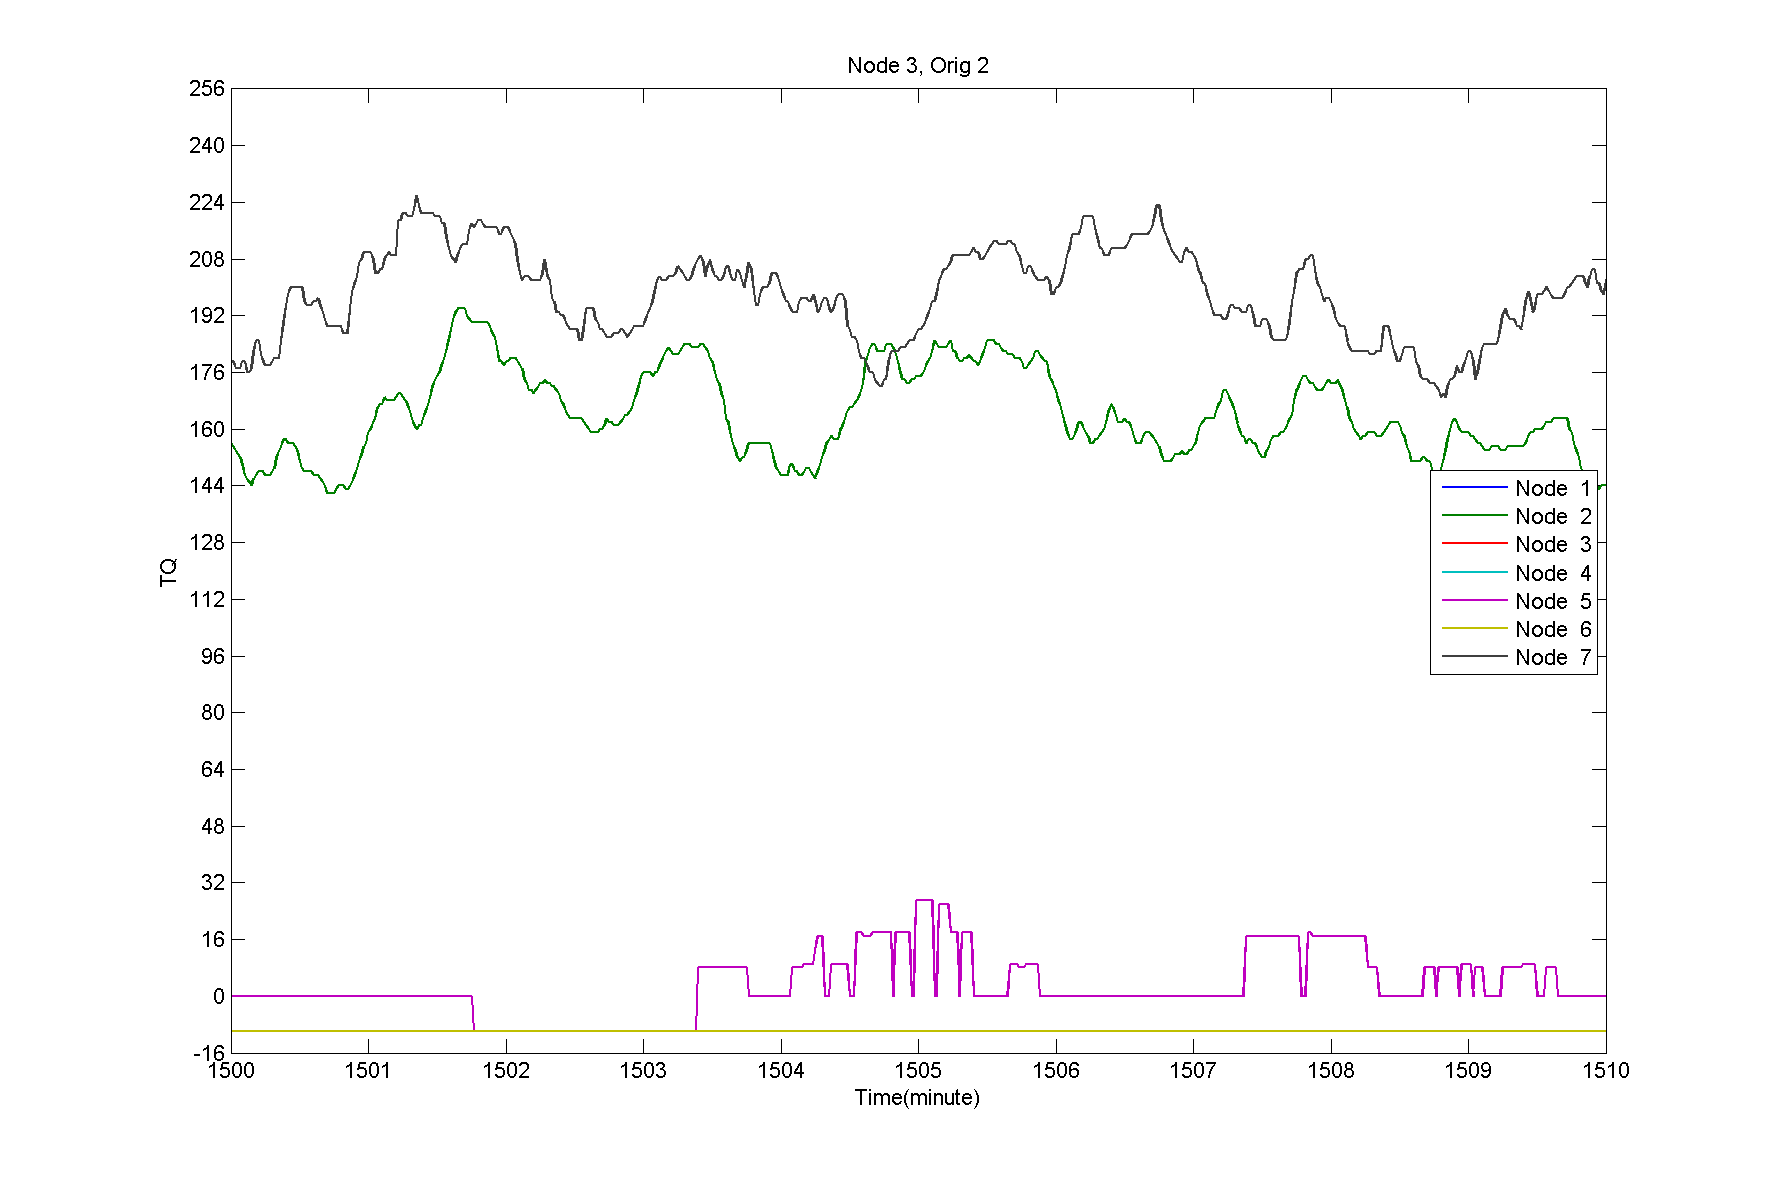 Node 3, Orig 2
256
240
224
208
192
176
160
144
128
112
96
80
64
48
32
16
0
-16
TQ
Node 1
Node 2
Node 3
Node 4
Node 5
Node 6
Node 7
1500 1501 1502 1503 1504 1505 1506 1507 1508 1509 1510
Time(minute)